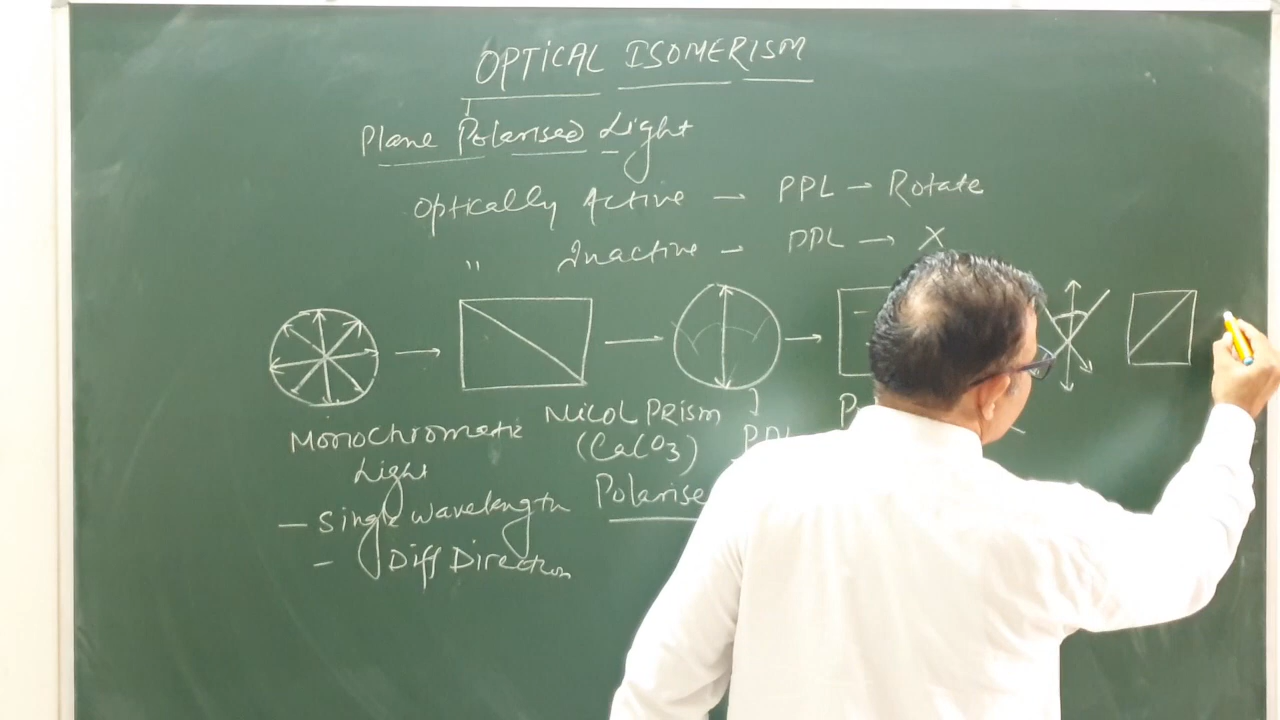 OPTICAL ISOMERISM
Plane Polarised Light
Optically Active — PPL → Rotate
" Inactive — PPL → X
Monochromatic
Light
— Single wavelength
— Diff Direction
Nicol Prism
(CaCO3)
PPL